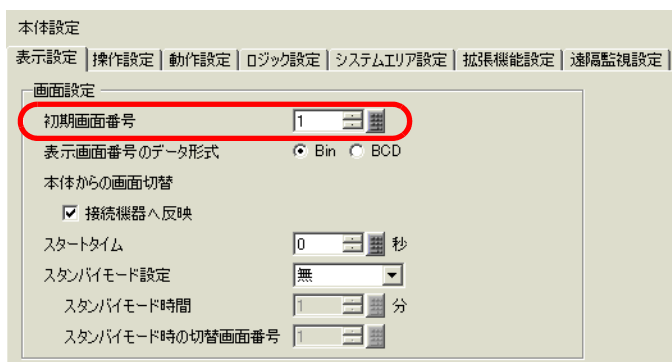 本体設定
表示設定 操作設定 動作設定 ロジック設定 システムエリア設定 拡張機能設定 遠隔監視設定
画面設定
初期画面番号 1
表示画面番号のデータ形式 Bin BCD
本体からの画面切替
接続機器へ反映
スタートタイム 0 秒
スタンバイモード設定 無
スタンバイモード時間 1 分
スタンバイモード時の切替画面番号 1